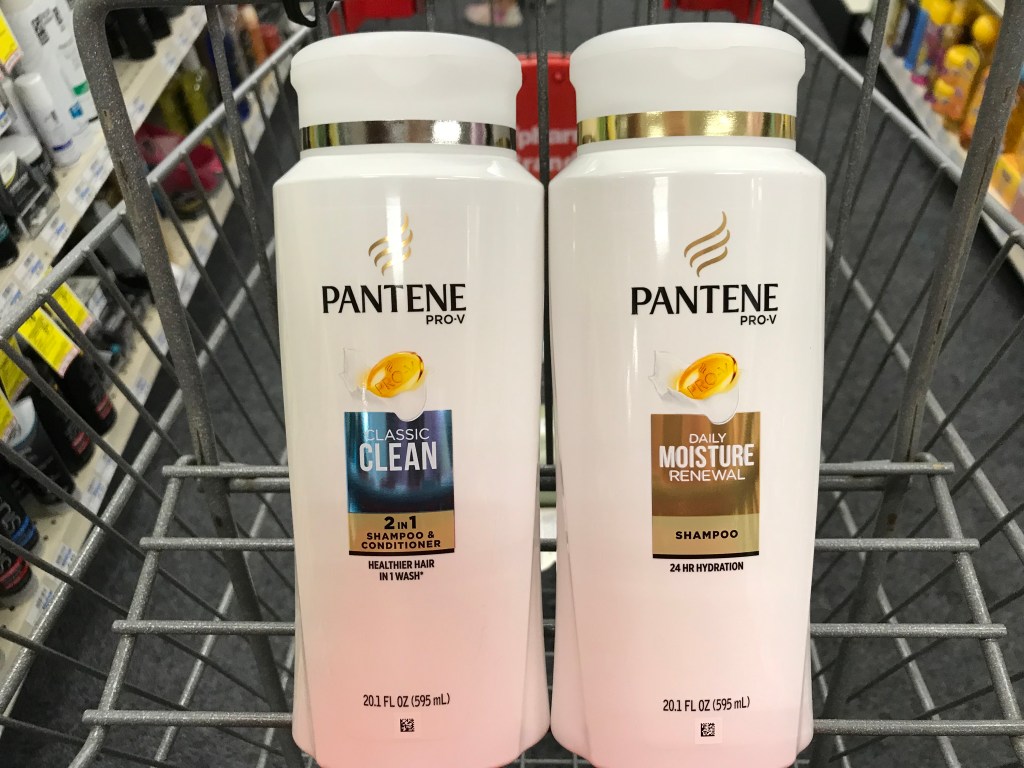 PANTENE
PRO-V
PRO-V
CLASSIC
CLEAN
2 IN 1
SHAMPOO &
CONDITIONER
HEALTHIER HAIR
IN 1 WASH*
20.1 FL OZ (595 mL)
PANTENE
PRO-V
PRO-V
DAILY
MOISTURE
RENEWAL
SHAMPOO
24 HR HYDRATION
20.1 FL OZ (595 mL)